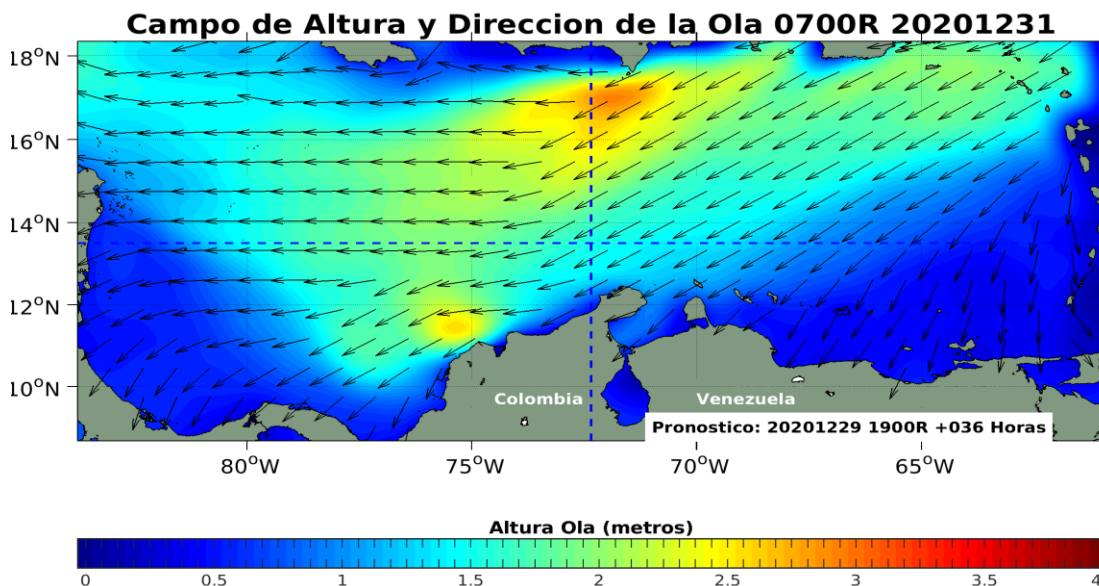 Campo de Altura y Direccion de la Ola 0700R 20201231
18°N
16°N
14°N
12°N
10°N
Colombia
Venezuela
Pronostico: 20201229 1900R +036 Horas
80°W
75°W
70°W
65°W
Altura Ola (metros)
0 0.5 1 1.5 2 2.5 3 3.5 4